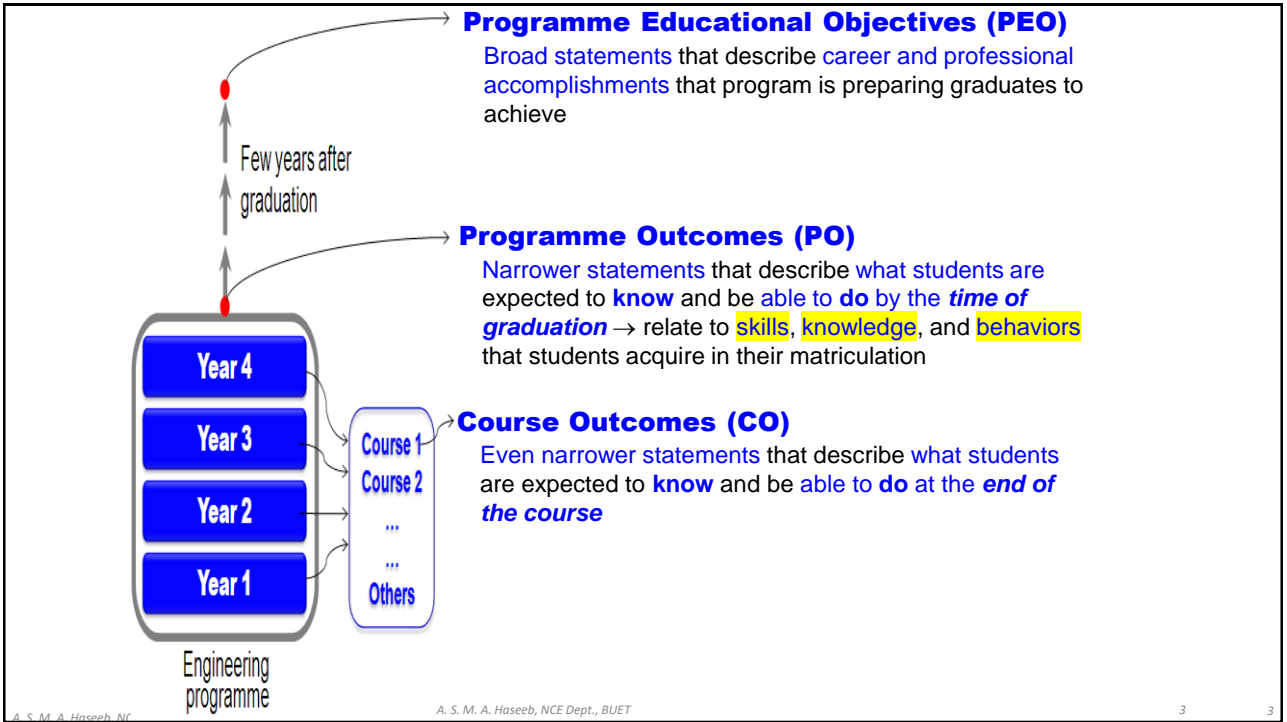 Programme Educational Objectives (PEO)
Broad statements that describe career and professional
accomplishments that program is preparing graduates to
achieve
Few years after
graduation
Programme Outcomes (PO)
Narrower statements that describe what students are
expected to know and be able to do by the time of
graduation → relate to skills, knowledge, and behaviors
that students acquire in their matriculation
Year 4
Year 3
Year 2
Year 1
Course 1
Course 2
...
...
Others
Course Outcomes (CO)
Even narrower statements that describe what students
are expected to know and be able to do at the end of
the course
Engineering
programme
A. S. M. A. Haseeb, NC
A. S. M. A. Haseeb, NCE Dept., BUET
3
3